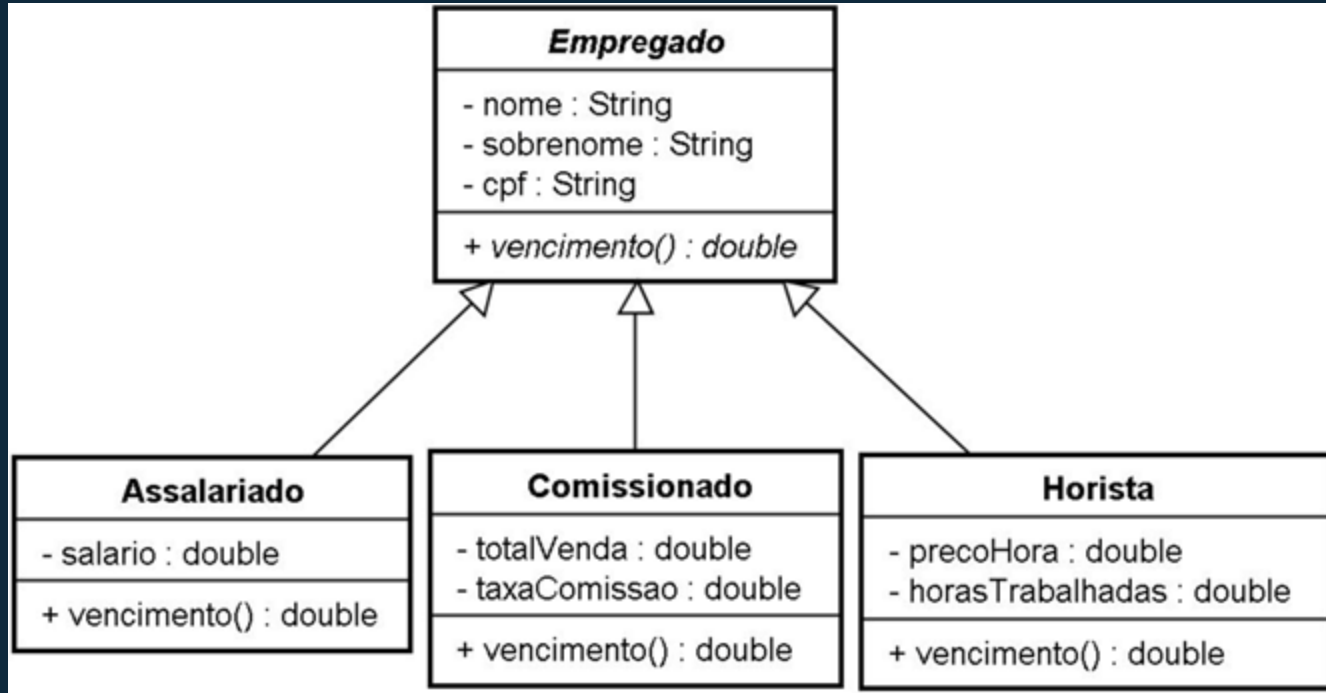 Empregado
- nome : String
- sobrenome : String
- cpf : String
+ vencimento() : double
Assalariado
- salario : double
+ vencimento() : double
Comissionado
- totalVenda : double
- taxaComissao : double
+ vencimento() : double
Horista
- precoHora : double
- horasTrabalhadas : double
+ vencimento() : double